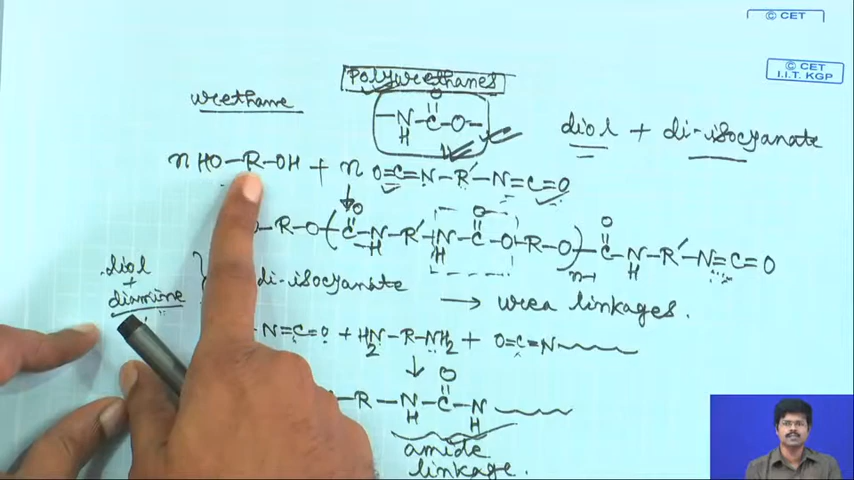 © CET
© CET
I.I.T. KGP
Polyurethanes
urethane
O
—N—C—O—
H
diol + di-isocyanate
n HO—R—OH + n O=C=N—R'—N=C=O
O O O
—R—O(C—N—R'—N—C—O—R—O)n-1—C—N—R'—N=C=O
H H H
diol
+
diamine
di-isocyanate → urea linkages.
N=C=O + H2N—R—NH2 + O=C=N
O
—R—N—C—N
H H
amide
linkage.